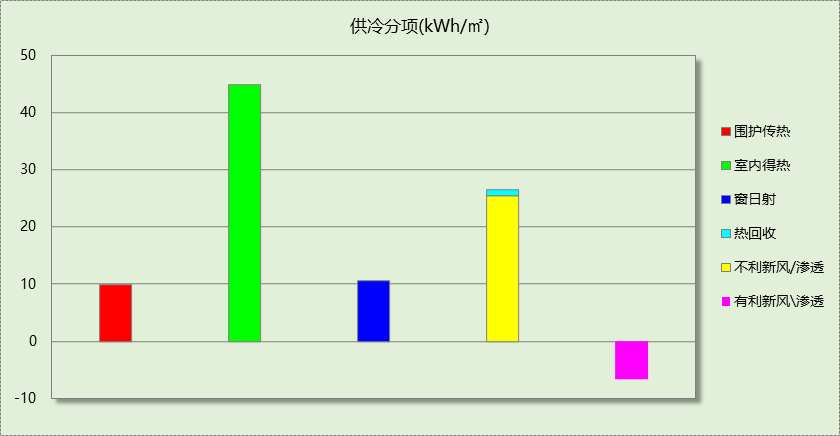 供冷分项(kWh/㎡)
50
40
30
20
10
0
-10
围护传热
室内得热
窗日射
热回收
不利新风/渗透
有利新风\渗透